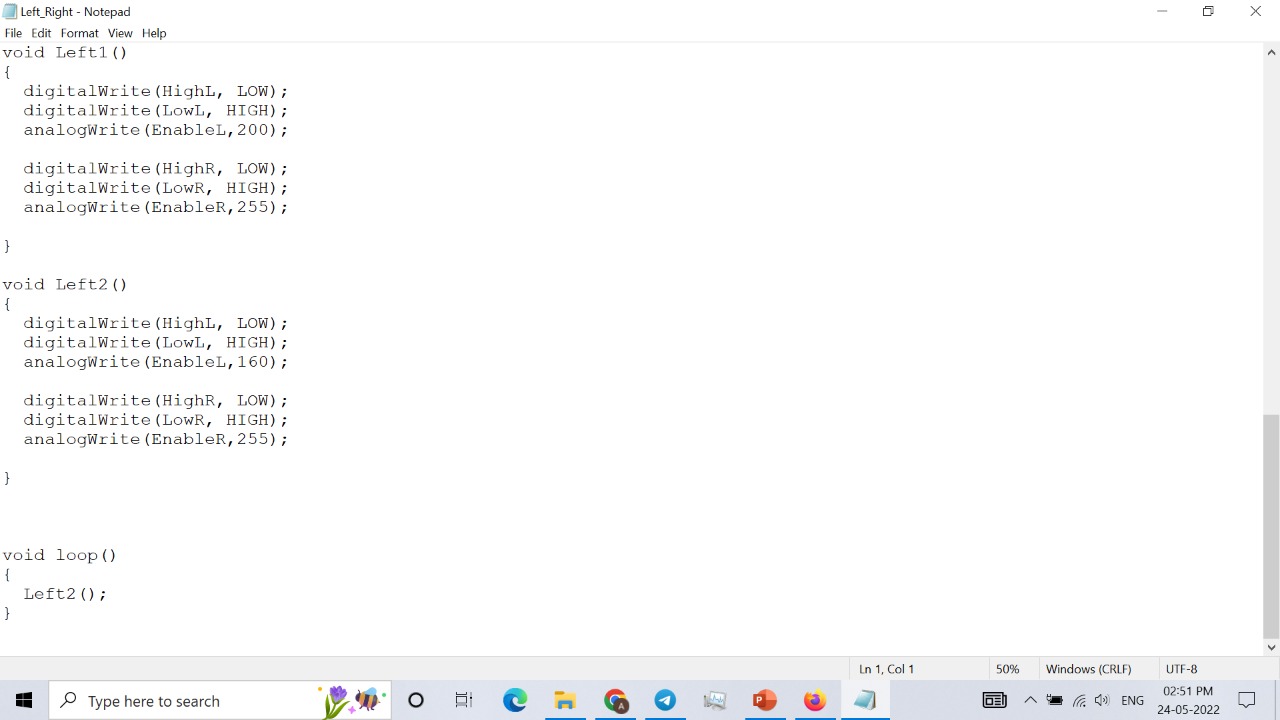 Left_Right - Notepad
File Edit Format View Help
void Left1()
{
  digitalWrite(HighL, LOW);
  digitalWrite(LowL, HIGH);
  analogWrite(EnableL,200);

  digitalWrite(HighR, LOW);
  digitalWrite(LowR, HIGH);
  analogWrite(EnableR,255);

}

void Left2()
{
  digitalWrite(HighL, LOW);
  digitalWrite(LowL, HIGH);
  analogWrite(EnableL,160);

  digitalWrite(HighR, LOW);
  digitalWrite(LowR, HIGH);
  analogWrite(EnableR,255);

}

void loop()
{
  Left2();
}
Ln 1, Col 1 50% Windows (CRLF) UTF-8
Type here to search A P ENG 02:51 PM
24-05-2022